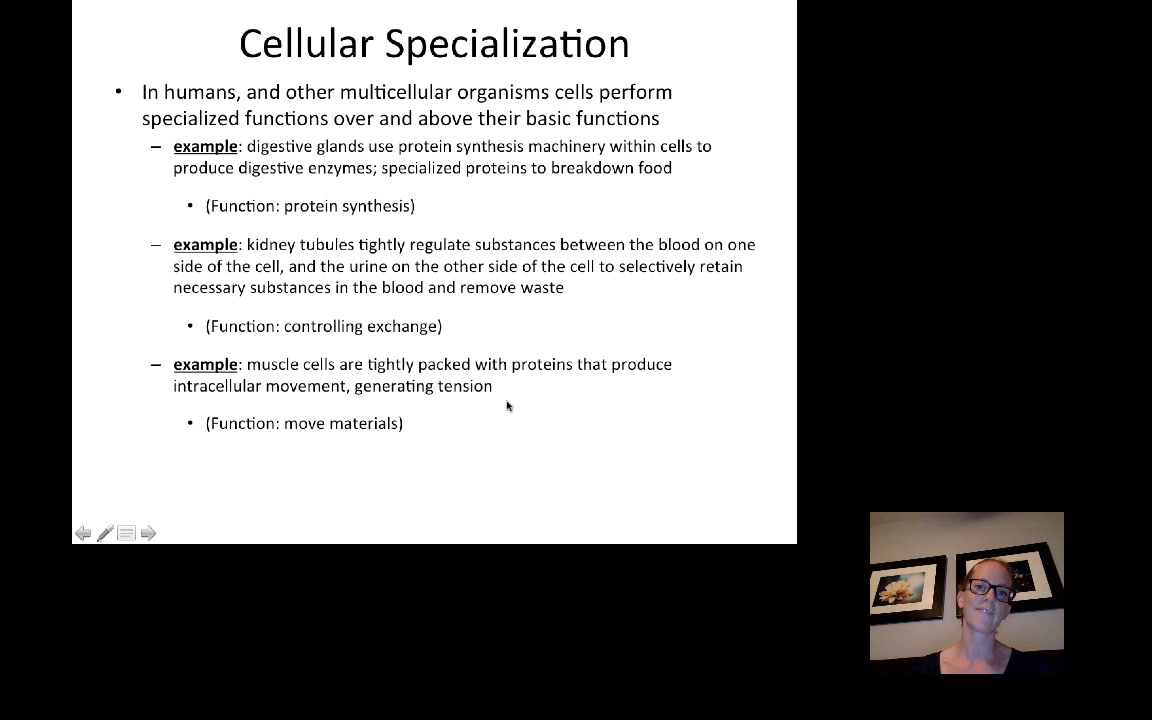 Cellular Specialization
• In humans, and other multicellular organisms cells perform
specialized functions over and above their basic functions
– example: digestive glands use protein synthesis machinery within cells to
produce digestive enzymes; specialized proteins to breakdown food
• (Function: protein synthesis)
– example: kidney tubules tightly regulate substances between the blood on one
side of the cell, and the urine on the other side of the cell to selectively retain
necessary substances in the blood and remove waste
• (Function: controlling exchange)
– example: muscle cells are tightly packed with proteins that produce
intracellular movement, generating tension
• (Function: move materials)